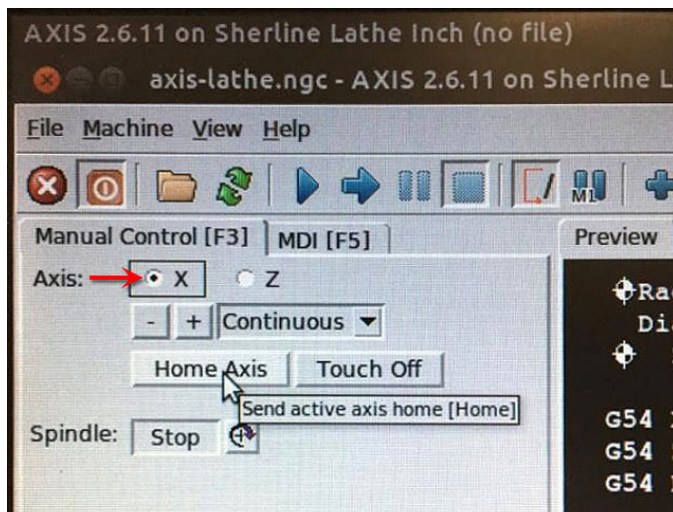 AXIS 2.6.11 on Sherline Lathe Inch (no file)
axis-lathe.ngc - AXIS 2.6.11 on Sherline L
File Machine View Help
M1
Manual Control [F3] MDI [F5]
Preview
Axis: X Z
- + Continuous
Home Axis Touch Off
Send active axis home [Home]
Spindle: Stop
Ra
Di
G54
G54
G54